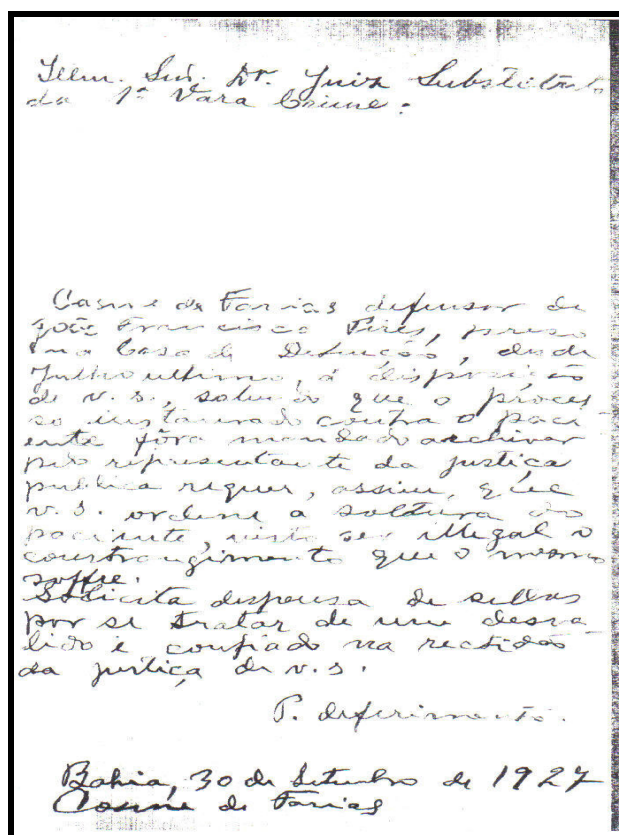 Illm. Snr. Dr. Juiz Substituto
da 1ª Vara Crime.
Cosme de Farias defensor de
João Francisco Pires, preso
na Casa de Detenção, desde
Julho ultimo, á disposição
de v. s., sabendo que o proces-
so instaurado contra o paci-
ente fôra mandado archivar
pelo representante da justiça
publica requer, assim, que
v. s. ordene a soltura do
paciente, visto ser illegal o
constrangimento que o mesmo
soffre.
Solicita dispensa de sellos
por se tratar de um desva-
lido e confiado na rectidão
da justiça de v. s.
P. deferimento.
Bahia, 30 de Setembro de 1927
Cosme de Farias